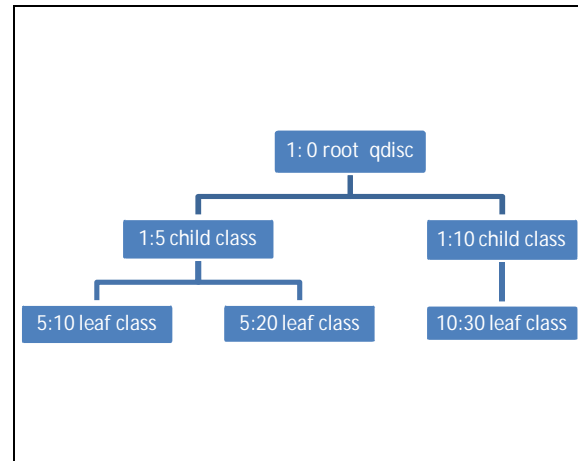 1: 0 root qdisc
1:5 child class
1:10 child class
5:10 leaf class
5:20 leaf class
10:30 leaf class